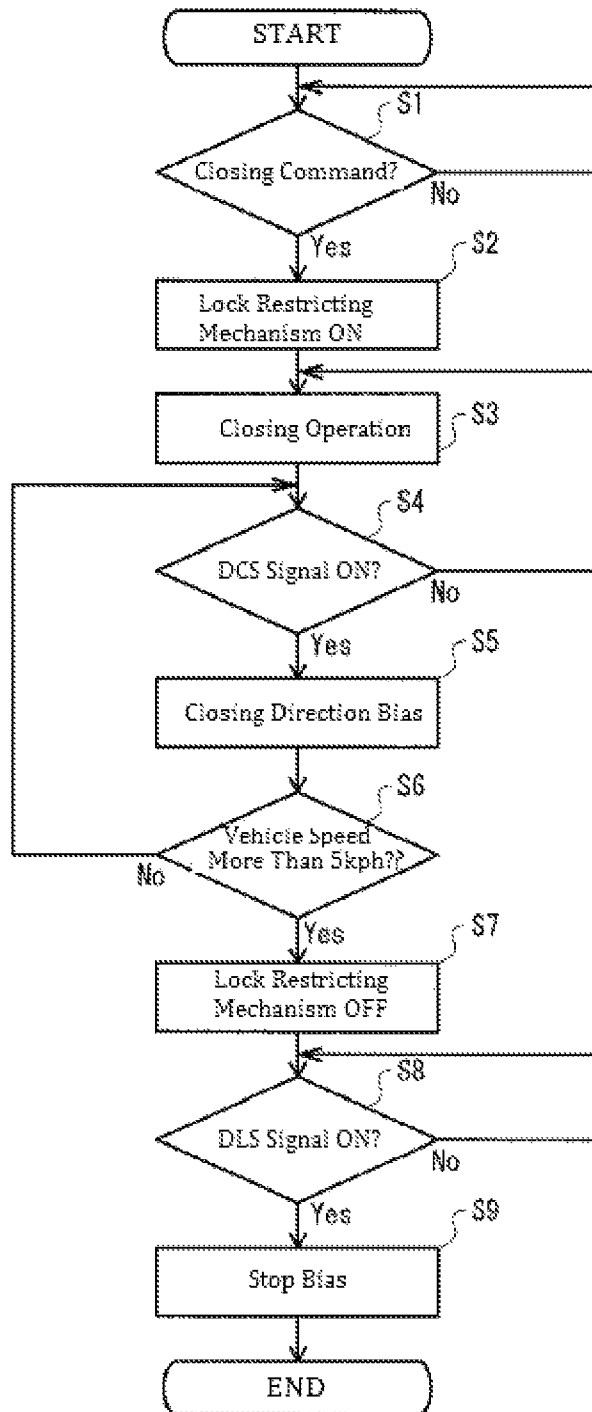 START
S1
Closing Command?
No
Yes
S2
Lock Restricting
Mechanism ON
Closing Operation
S3
S4
DCS Signal ON?
No
Yes
S5
Closing Direction Bias
S6
Vehicle Speed
More Than 5kph??
No
Yes
S7
Lock Restricting
Mechanism OFF
S8
DLS Signal ON?
No
Yes
S9
Stop Bias
END